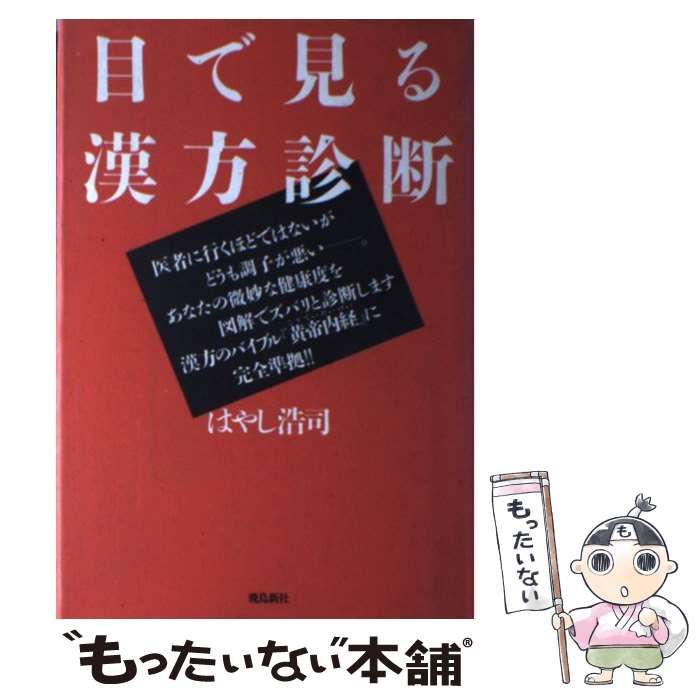 目で見る
漢方診断
医者に行くほどではないが
どうも調子が悪い——。
あなたの微妙な健康度を
図解でズバリと診断します
漢方のバイブル『黄帝内経』に
完全準拠!!
はやし浩司
飛鳥新社
もったいない
も
“もったいない本舗®